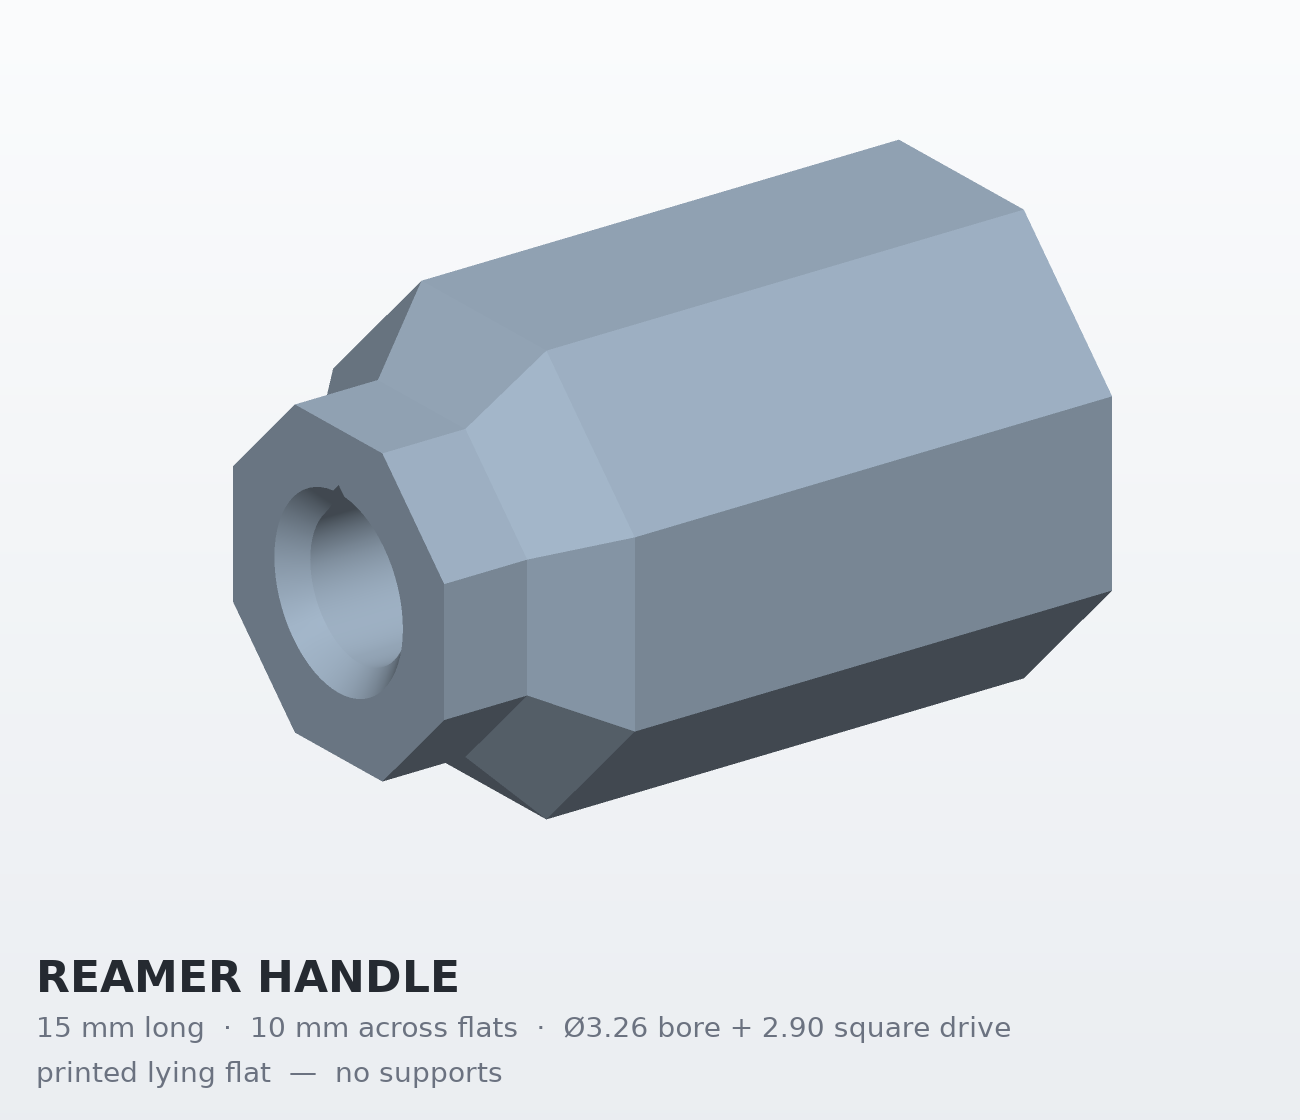 REAMER HANDLE
15 mm long · 10 mm across flats · Ø3.26 bore + 2.90 square drive
printed lying flat — no supports